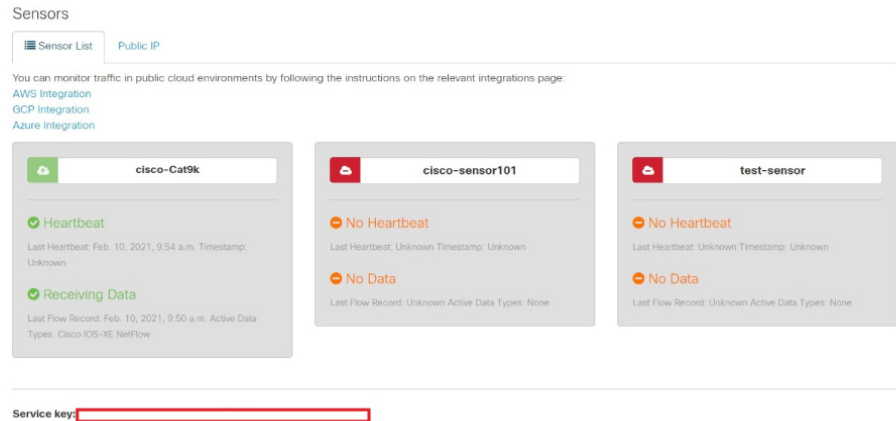 Sensors
Sensor List
Public IP
You can monitor traffic in public cloud environments by following the instructions on the relevant integrations page:
AWS Integration
GCP Integration
Azure Integration
cisco-Cat9k
Heartbeat
Last Heartbeat: Feb. 10, 2021, 9:54 a.m. Timestamp:
Unknown
Receiving Data
Last Flow Record: Feb. 10, 2021, 9:50 a.m. Active Data
Types: Cisco IOS-XE NetFlow
cisco-sensor101
No Heartbeat
Last Heartbeat: Unknown Timestamp: Unknown
No Data
Last Flow Record: Unknown Active Data Types: None
test-sensor
No Heartbeat
Last Heartbeat: Unknown Timestamp: Unknown
No Data
Last Flow Record: Unknown Active Data Types: None
Service key: